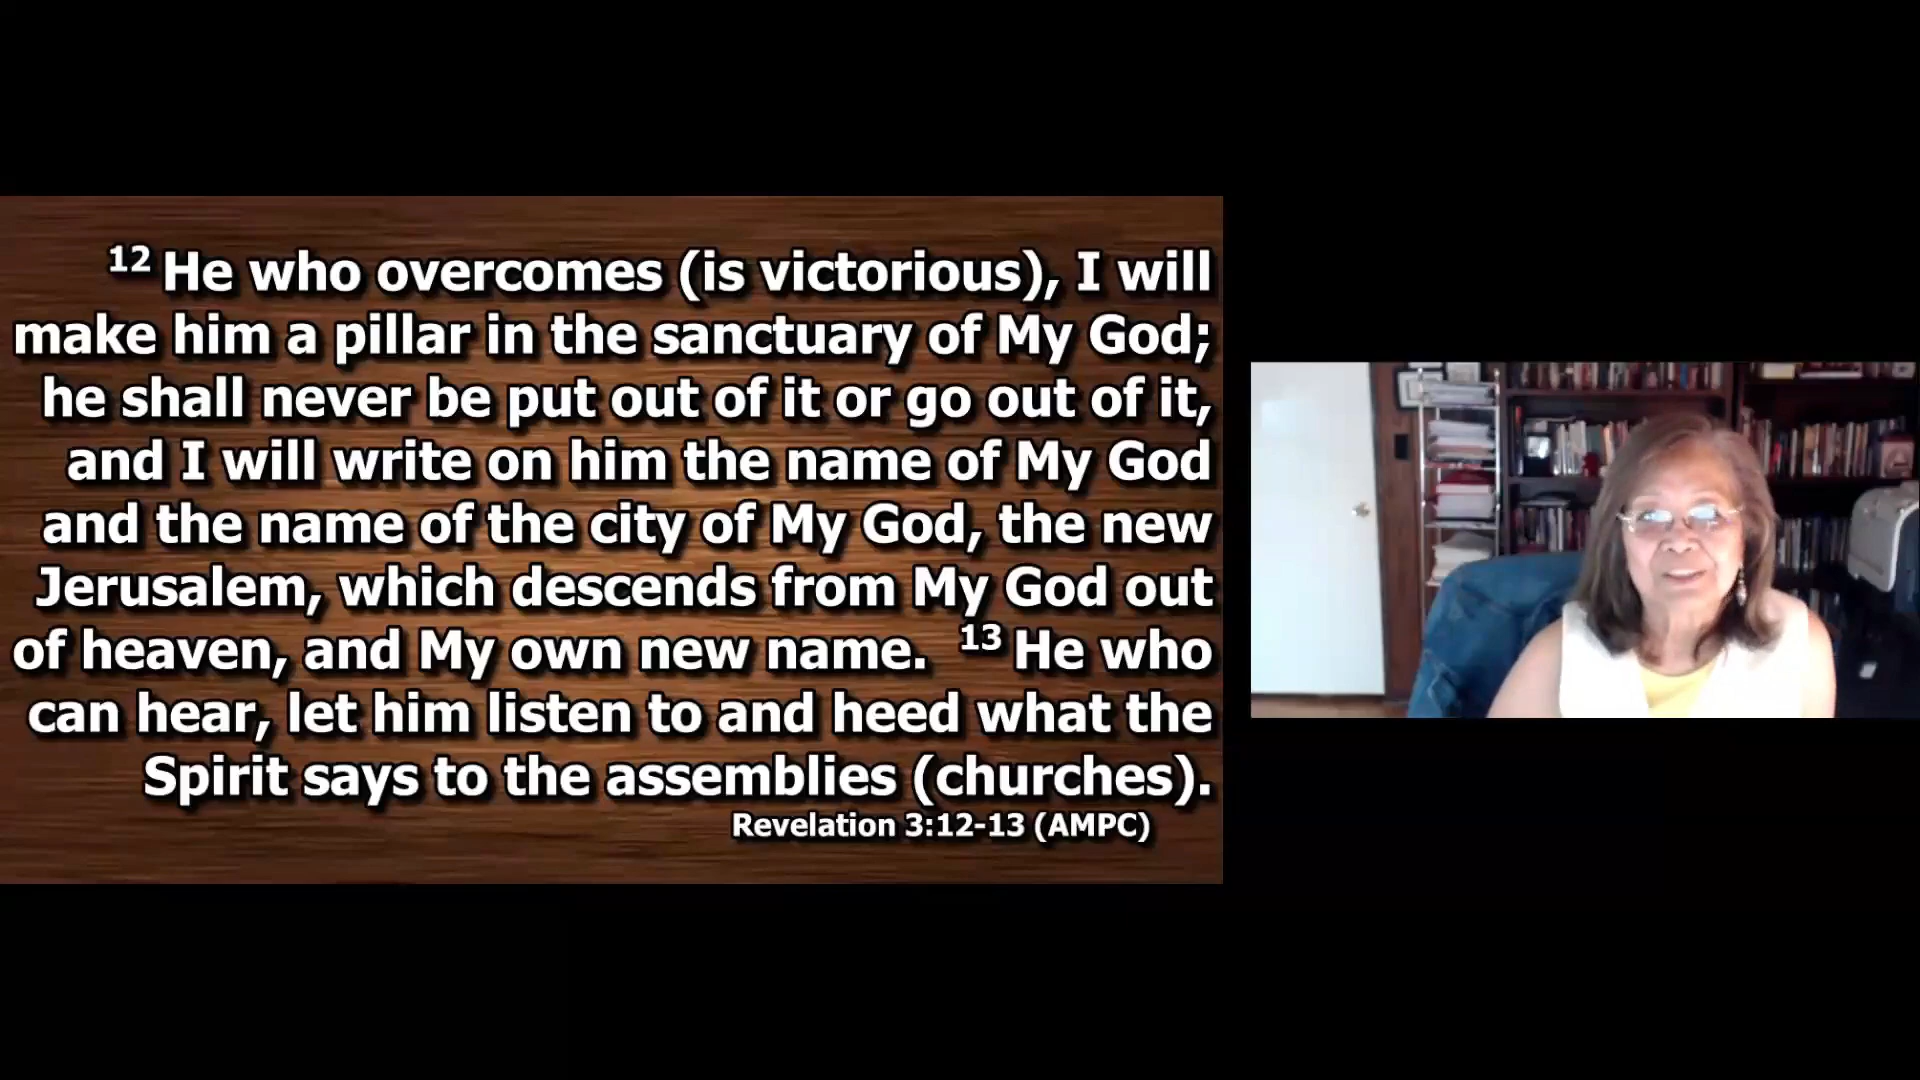 12 He who overcomes (is victorious), I will
make him a pillar in the sanctuary of My God;
he shall never be put out of it or go out of it,
and I will write on him the name of My God
and the name of the city of My God, the new
Jerusalem, which descends from My God out
of heaven, and My own new name. 13 He who
can hear, let him listen to and heed what the
Spirit says to the assemblies (churches).
Revelation 3:12-13 (AMPC)